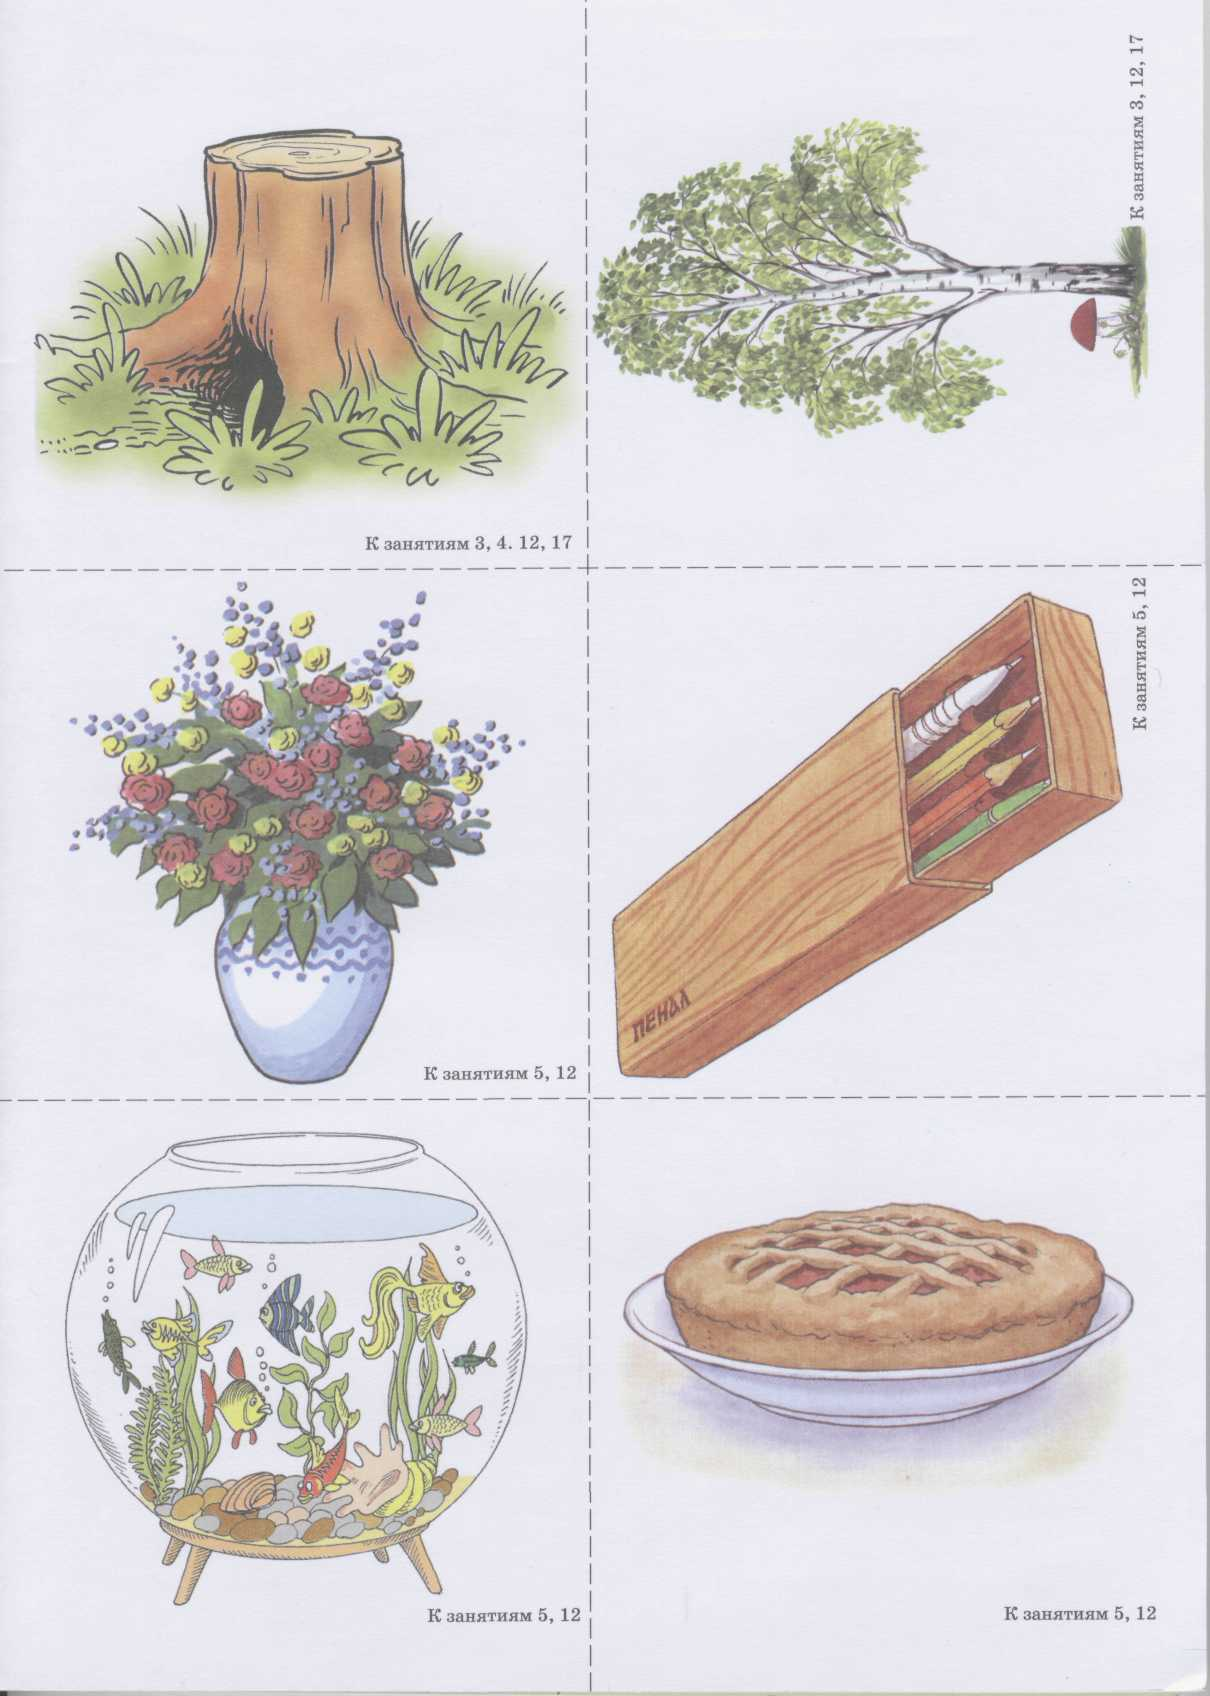 К занятиям 3, 4. 12, 17
К занятиям 3, 12, 17
К занятиям 5, 12
К занятиям 5, 12
ПЕНАЛ
К занятиям 5, 12
К занятиям 5, 12